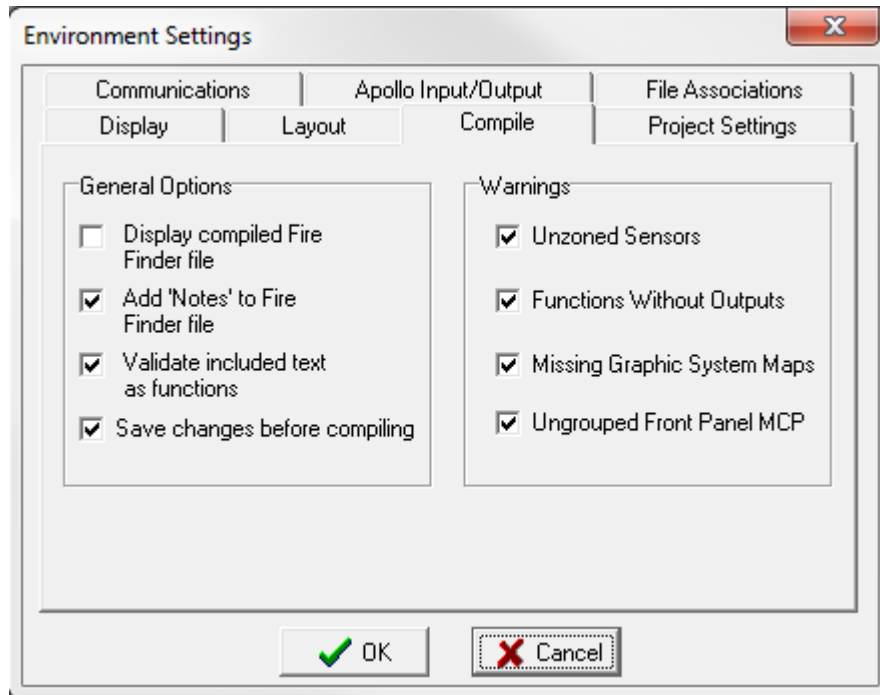 Environment Settings
Communications
Apollo Input/Output
File Associations
Display
Layout
Compile
Project Settings
General Options
Display compiled Fire
Finder file
Add 'Notes' to Fire
Finder file
Validate included text
as functions
Save changes before compiling
Warnings
Unzoned Sensors
Functions Without Outputs
Missing Graphic System Maps
Ungrouped Front Panel MCP
OK
Cancel